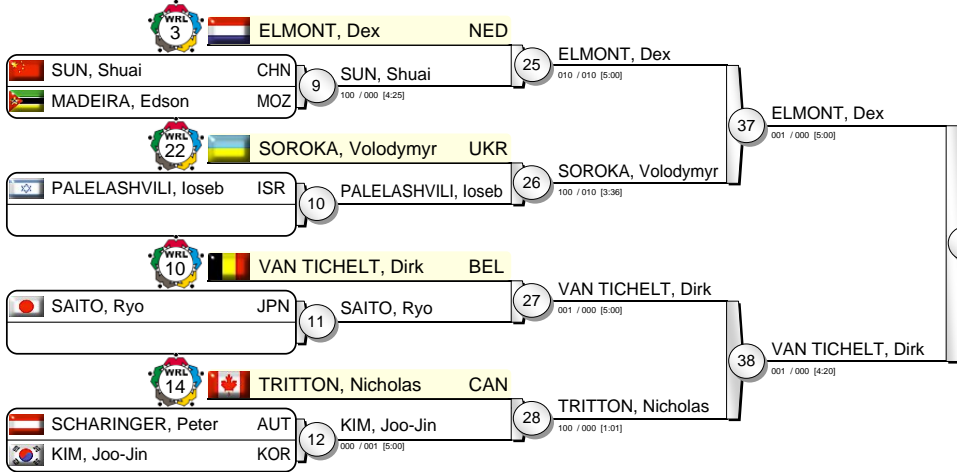 WRL
3 ELMONT, Dex NED
SUN, Shuai CHN
MADEIRA, Edson MOZ
9 SUN, Shuai
100 / 000 [4:25]
25 ELMONT, Dex
010 / 010 [5:00]
WRL
22 SOROKA, Volodymyr UKR
PALELASHVILI, Ioseb ISR
10 PALELASHVILI, Ioseb
26 SOROKA, Volodymyr
100 / 010 [3:36]
37 ELMONT, Dex
001 / 000 [5:00]
WRL
10 VAN TICHELT, Dirk BEL
SAITO, Ryo JPN
11 SAITO, Ryo
27 VAN TICHELT, Dirk
001 / 000 [5:00]
WRL
14 TRITTON, Nicholas CAN
SCHARINGER, Peter AUT
KIM, Joo-Jin KOR
12 KIM, Joo-Jin
000 / 001 [5:00]
28 TRITTON, Nicholas
100 / 000 [1:01]
38 VAN TICHELT, Dirk
001 / 000 [4:20]